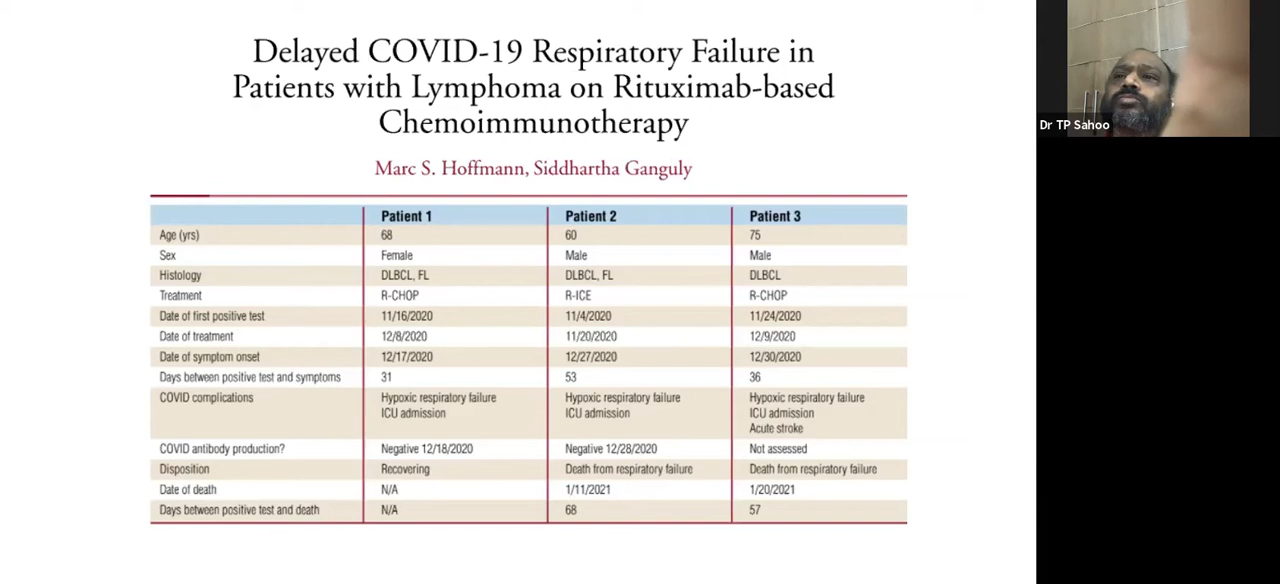 Delayed COVID-19 Respiratory Failure in
Patients with Lymphoma on Rituximab-based
Chemoimmunotherapy
Marc S. Hoffmann, Siddhartha Ganguly
Patient 1 Patient 2 Patient 3
Age (yrs) 68 60 75
Sex Female Male Male
Histology DLBCL, FL DLBCL, FL DLBCL
Treatment R-CHOP R-ICE R-CHOP
Date of first positive test 11/16/2020 11/4/2020 11/24/2020
Date of treatment 12/8/2020 11/20/2020 12/9/2020
Date of symptom onset 12/17/2020 12/27/2020 12/30/2020
Days between positive test and symptoms 31 53 36
COVID complications Hypoxic respiratory failure Hypoxic respiratory failure Hypoxic respiratory failure
ICU admission ICU admission ICU admission
Acute stroke
COVID antibody production? Negative 12/18/2020 Negative 12/28/2020 Not assessed
Disposition Recovering Death from respiratory failure Death from respiratory failure
Date of death N/A 1/11/2021 1/20/2021
Days between positive test and death N/A 68 57
Dr TP Sahoo